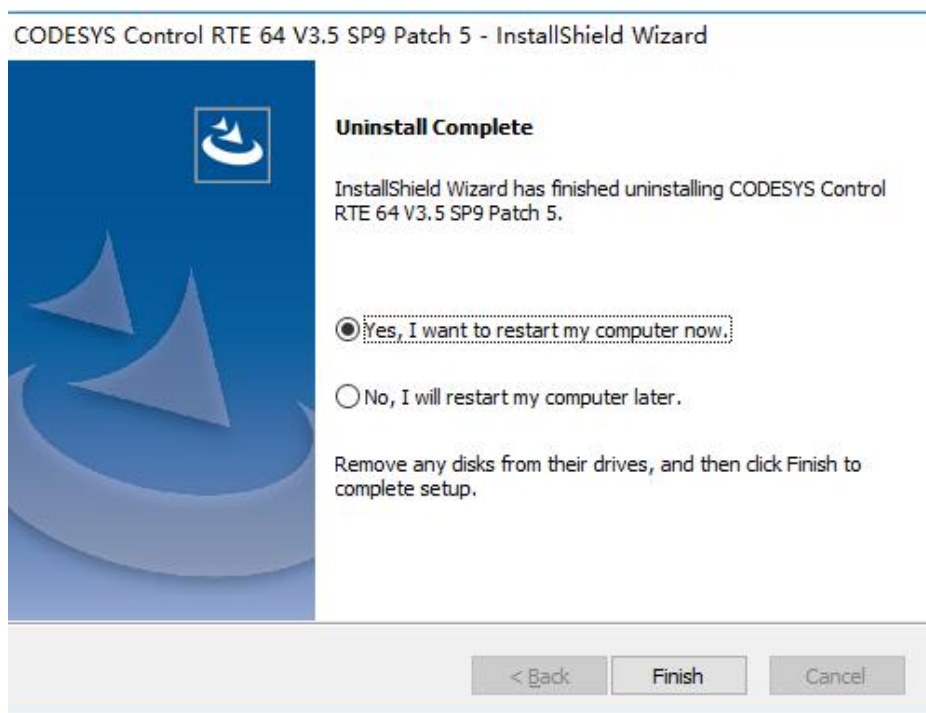 CODESYS Control RTE 64 V3.5 SP9 Patch 5 - InstallShield Wizard
Uninstall Complete
InstallShield Wizard has finished uninstalling CODESYS Control
RTE 64 V3.5 SP9 Patch 5.
Yes, I want to restart my computer now.
No, I will restart my computer later.
Remove any disks from their drives, and then click Finish to
complete setup.
< Back
Finish
Cancel